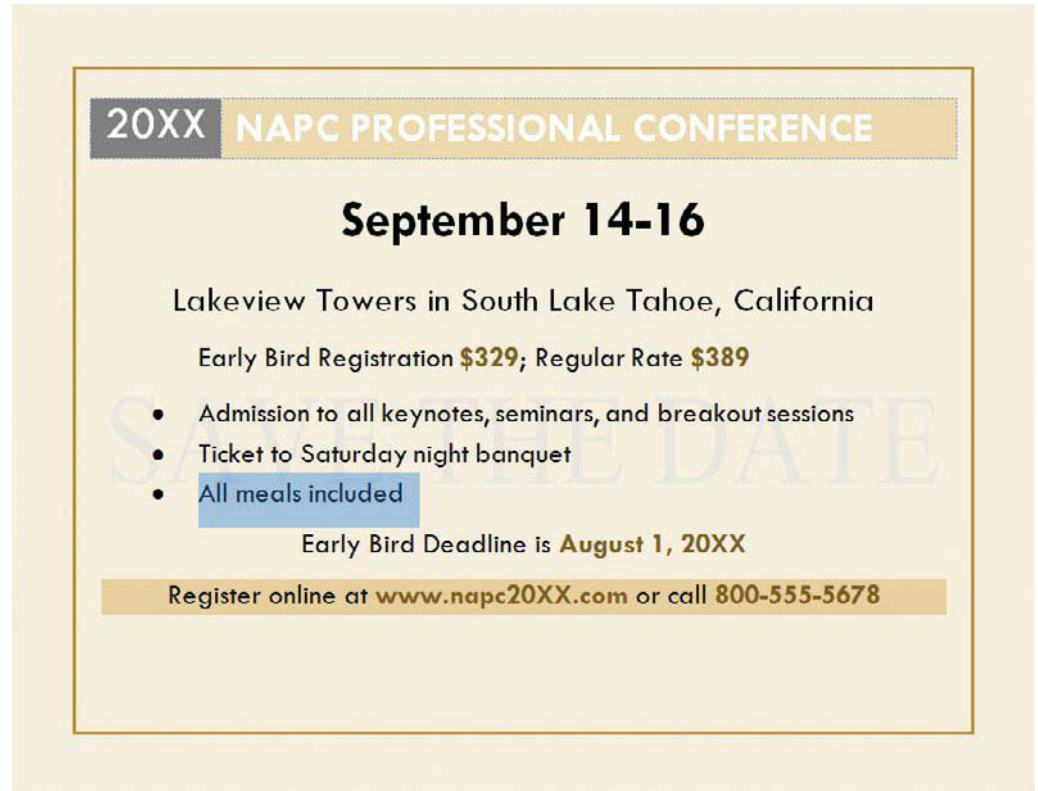 20XX NAPC PROFESSIONAL CONFERENCE
September 14-16
Lakeview Towers in South Lake Tahoe, California
Early Bird Registration $329; Regular Rate $389
SAVE THE DATE
• Admission to all keynotes, seminars, and breakout sessions
• Ticket to Saturday night banquet
• All meals included
Early Bird Deadline is August 1, 20XX
Register online at www.napc20XX.com or call 800-555-5678